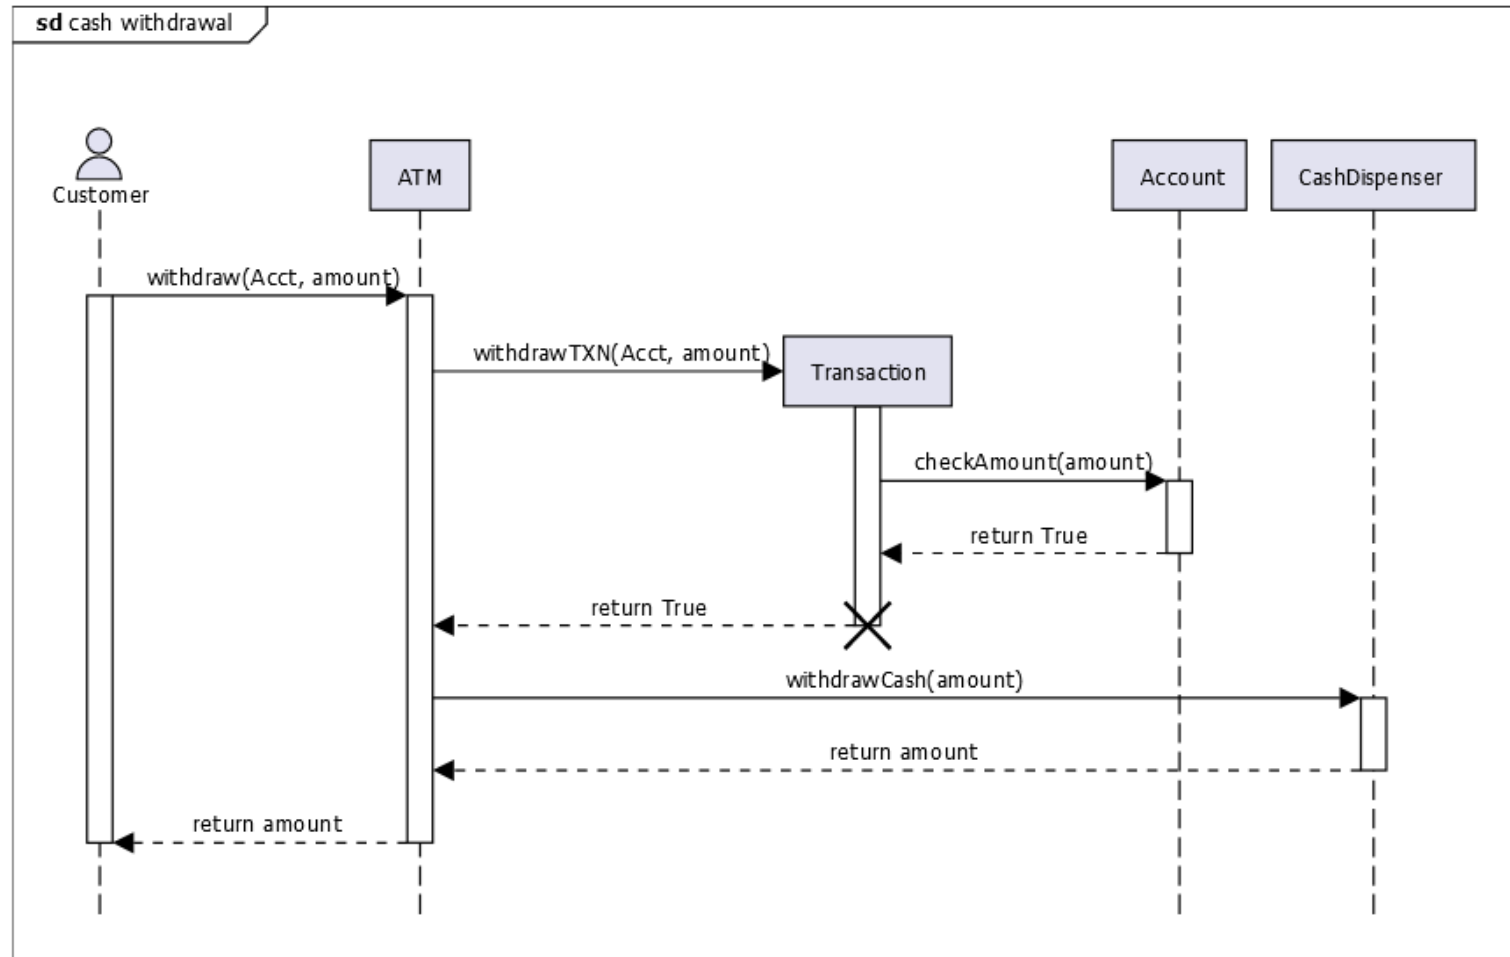 sd cash withdrawal
Customer
ATM
Account
CashDispenser
withdraw(Acct, amount)
withdrawTXN(Acct, amount)
Transaction
checkAmount(amount)
return True
return True
withdrawCash(amount)
return amount
return amount